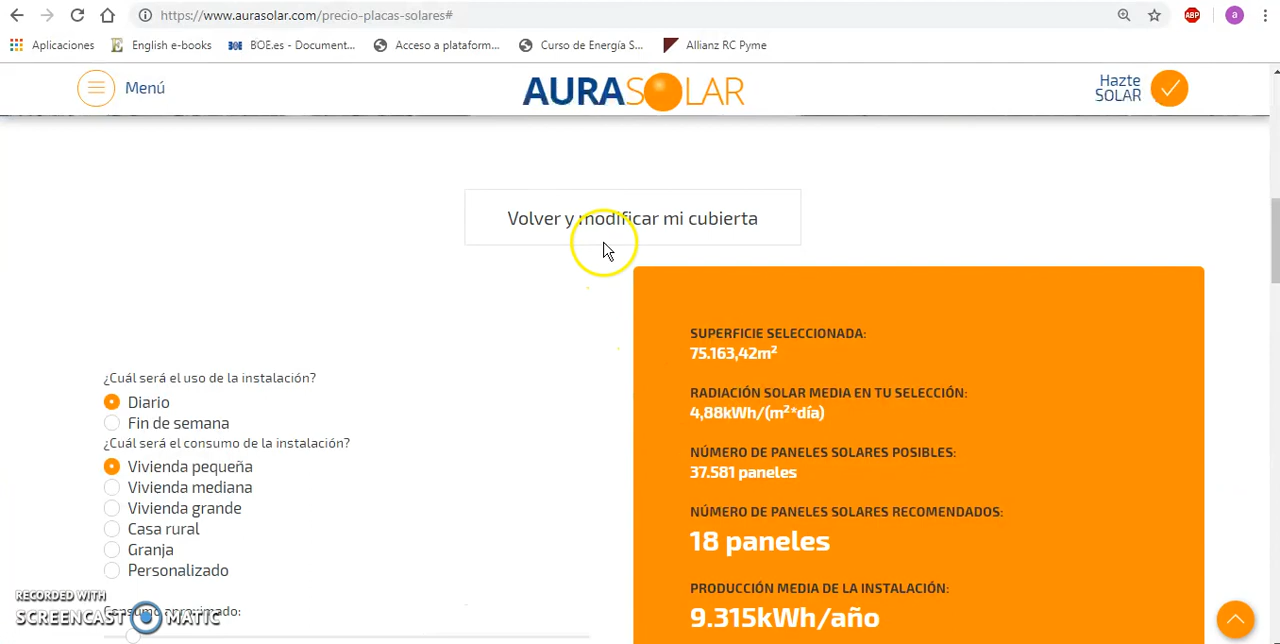 https://www.aurasolar.com/precio-placas-solares#
ABP
a
Aplicaciones
English e-books
BOE.es - Document...
Acceso a plataform...
Curso de Energía S...
Allianz RC Pyme
Menú
AURASOLAR
Hazte
SOLAR
Volver y modificar mi cubierta
¿Cuál será el uso de la instalación?
Diario
Fin de semana
¿Cuál será el consumo de la instalación?
Vivienda pequeña
Vivienda mediana
Vivienda grande
Casa rural
Granja
Personalizado
Consumo aproximado:
SUPERFICIE SELECCIONADA:
75.163,42m²
RADIACIÓN SOLAR MEDIA EN TU SELECCIÓN:
4,88kWh/(m²*día)
NÚMERO DE PANELES SOLARES POSIBLES:
37.581 paneles
NÚMERO DE PANELES SOLARES RECOMENDADOS:
18 paneles
PRODUCCIÓN MEDIA DE LA INSTALACIÓN:
9.315kWh/año
RECORDED WITH
SCREENCAST MATIC